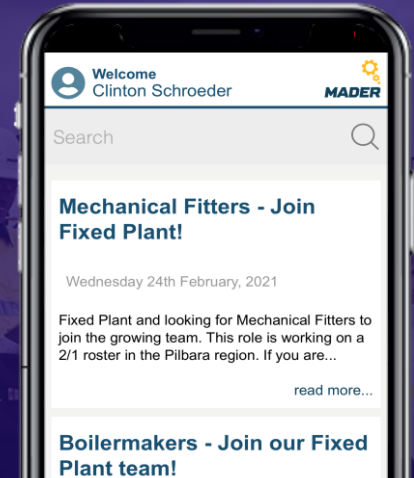 Welcome
Clinton Schroeder
MADER
Search
Mechanical Fitters - Join
Fixed Plant!
Wednesday 24th February, 2021
Fixed Plant and looking for Mechanical Fitters to
join the growing team. This role is working on a
2/1 roster in the Pilbara region. If you are...
read more...
Boilermakers - Join our Fixed
Plant team!